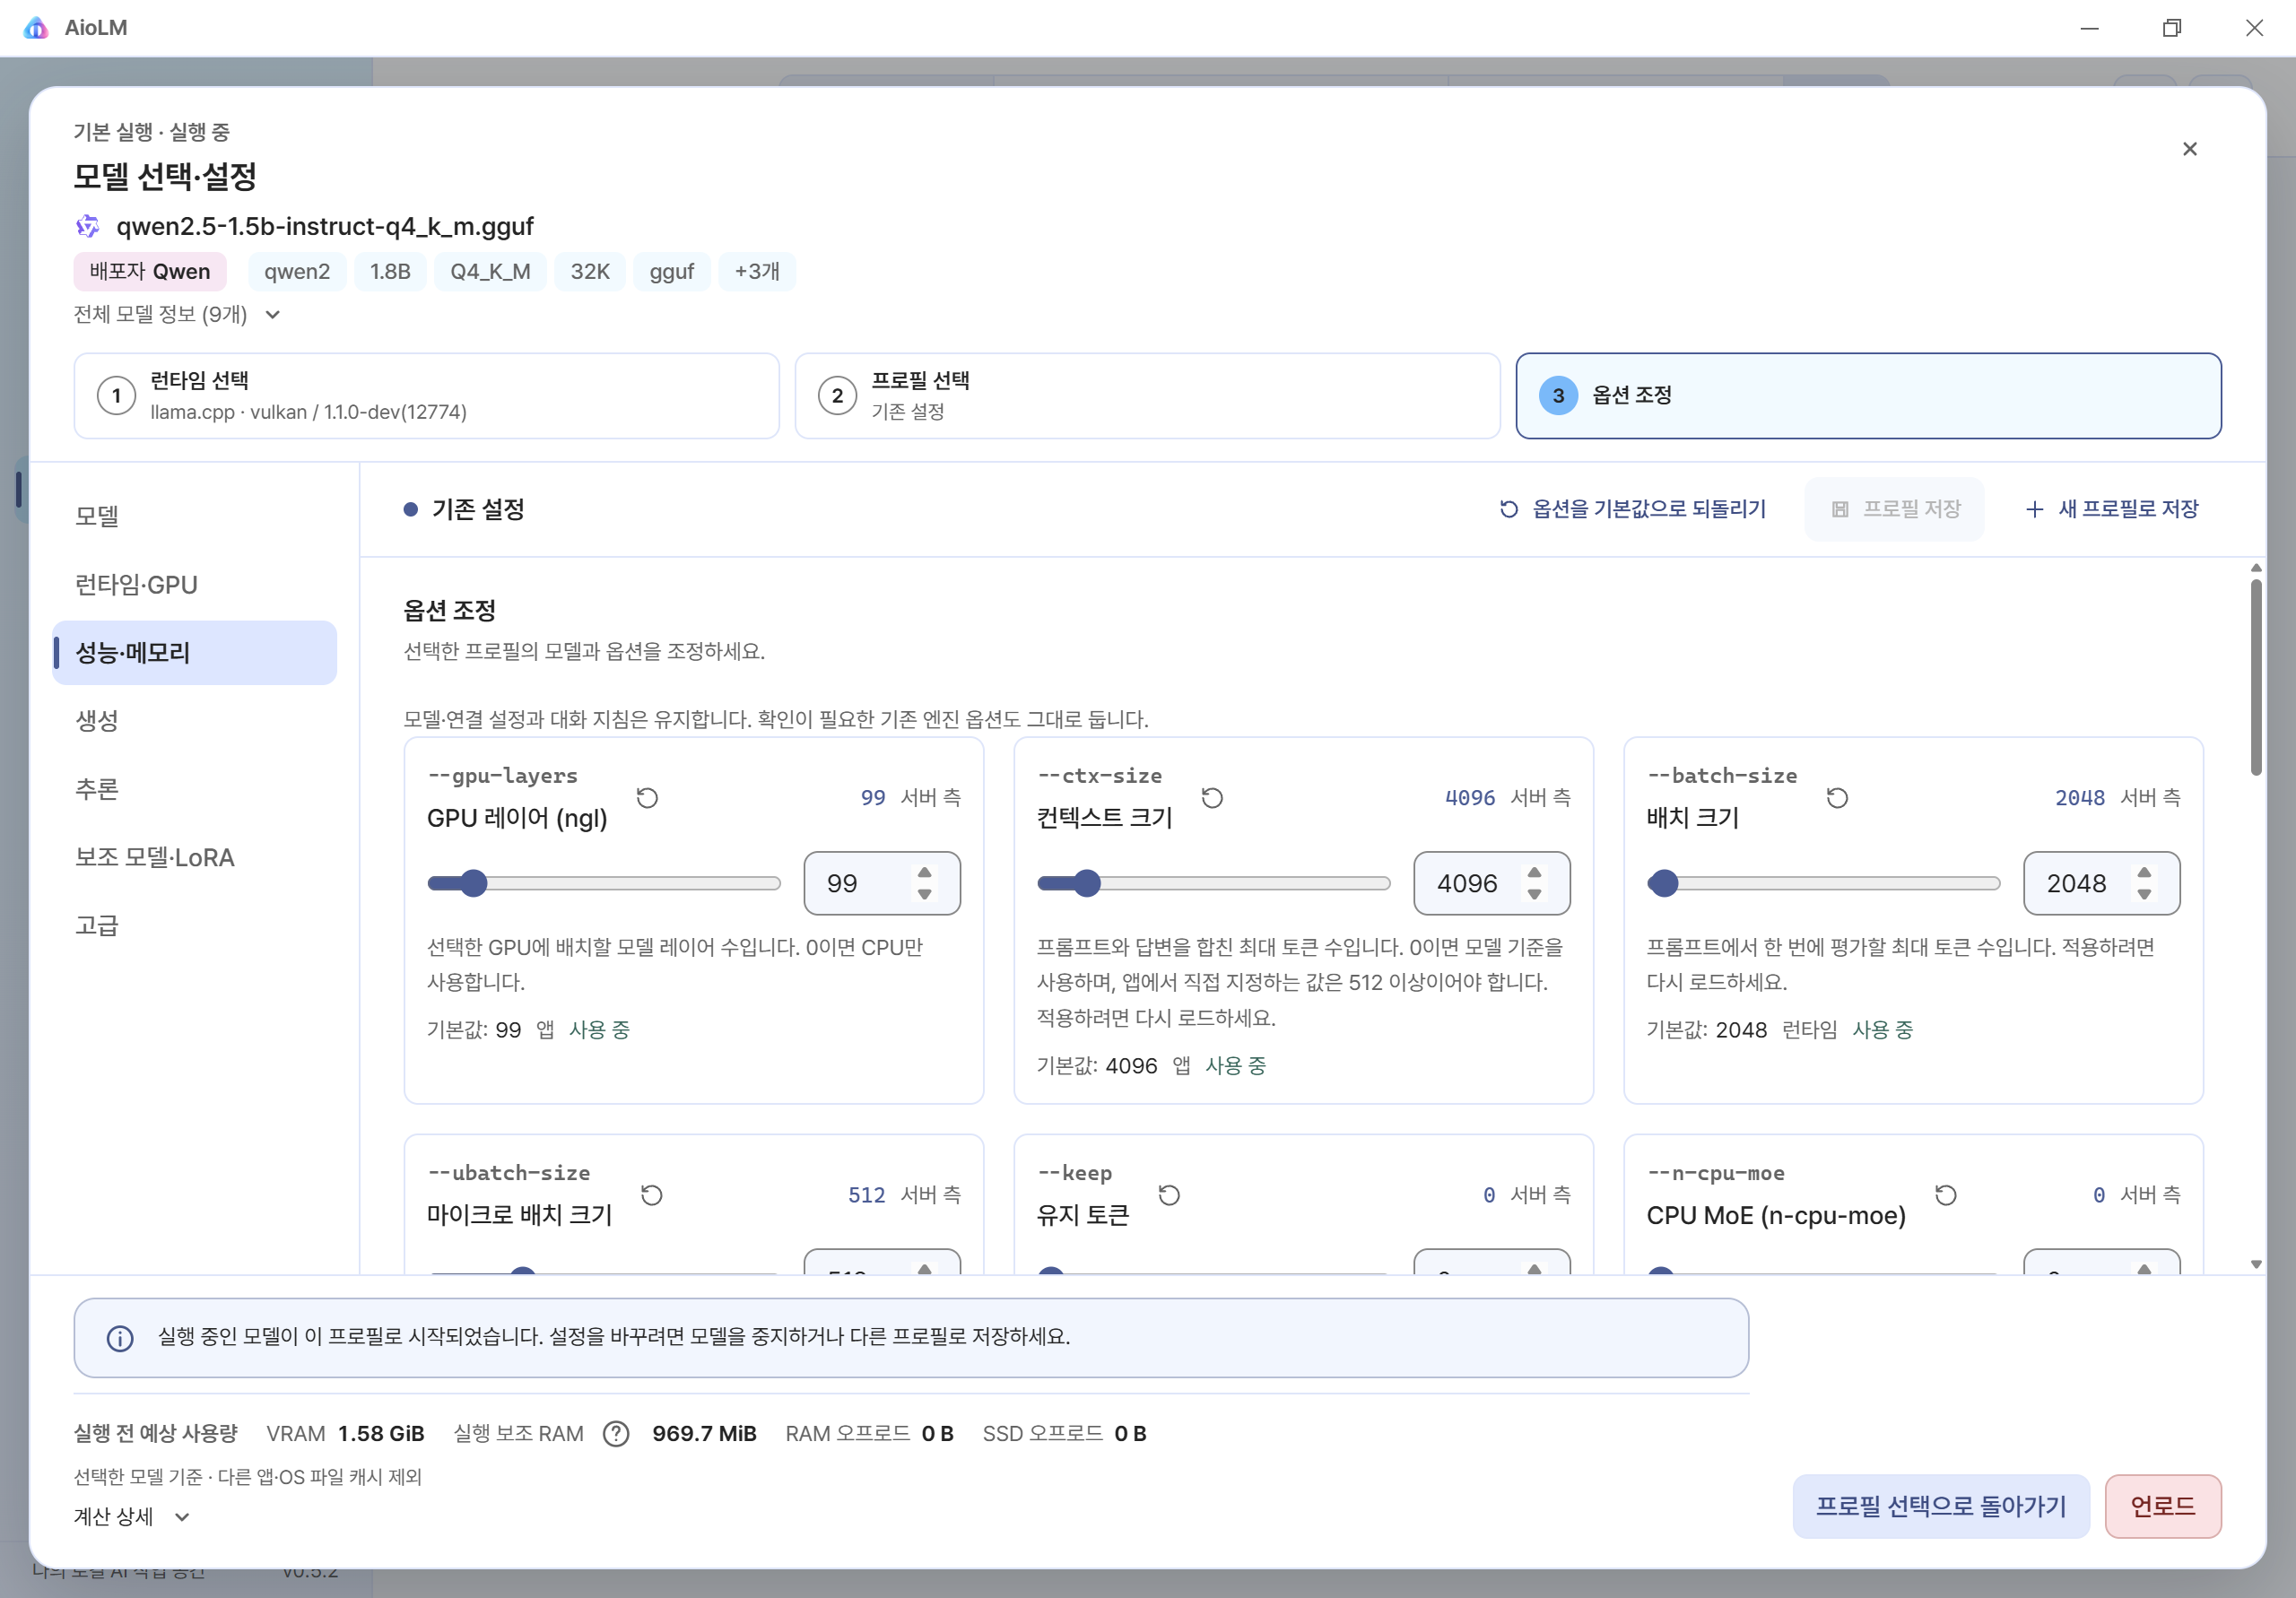 AioLM
기본 실행 · 실행 중
모델 선택·설정
qwen2.5-1.5b-instruct-q4_k_m.gguf
배포자 Qwen qwen2 1.8B Q4_K_M 32K gguf +3개
전체 모델 정보 (9개)
1 런타임 선택
llama.cpp · vulkan / 1.1.0-dev(12774)
2 프로필 선택
기존 설정
3 옵션 조정
모델
런타임·GPU
성능·메모리
생성
추론
보조 모델·LoRA
고급
기존 설정
옵션을 기본값으로 되돌리기
프로필 저장
새 프로필로 저장
옵션 조정
선택한 프로필의 모델과 옵션을 조정하세요.
모델·연결 설정과 대화 지침은 유지합니다. 확인이 필요한 기존 엔진 옵션도 그대로 둡니다.
--gpu-layers
GPU 레이어 (ngl)
99 서버 측
99
선택한 GPU에 배치할 모델 레이어 수입니다. 0이면 CPU만
사용합니다.
기본값: 99 앱 사용 중
--ctx-size
컨텍스트 크기
4096 서버 측
4096
프롬프트와 답변을 합친 최대 토큰 수입니다. 0이면 모델 기준을
사용하며, 앱에서 직접 지정하는 값은 512 이상이어야 합니다.
적용하려면 다시 로드하세요.
기본값: 4096 앱 사용 중
--batch-size
배치 크기
2048 서버 측
2048
프롬프트에서 한 번에 평가할 최대 토큰 수입니다. 적용하려면
다시 로드하세요.
기본값: 2048 런타임 사용 중
--ubatch-size
마이크로 배치 크기
512 서버 측
--keep
유지 토큰
0 서버 측
--n-cpu-moe
CPU MoE (n-cpu-moe)
0 서버 측
실행 중인 모델이 이 프로필로 시작되었습니다. 설정을 바꾸려면 모델을 중지하거나 다른 프로필로 저장하세요.
실행 전 예상 사용량 VRAM 1.58 GiB 실행 보조 RAM ? 969.7 MiB RAM 오프로드 0 B SSD 오프로드 0 B
선택한 모델 기준 · 다른 앱·OS 파일 캐시 제외
계산 상세
프로필 선택으로 돌아가기
언로드